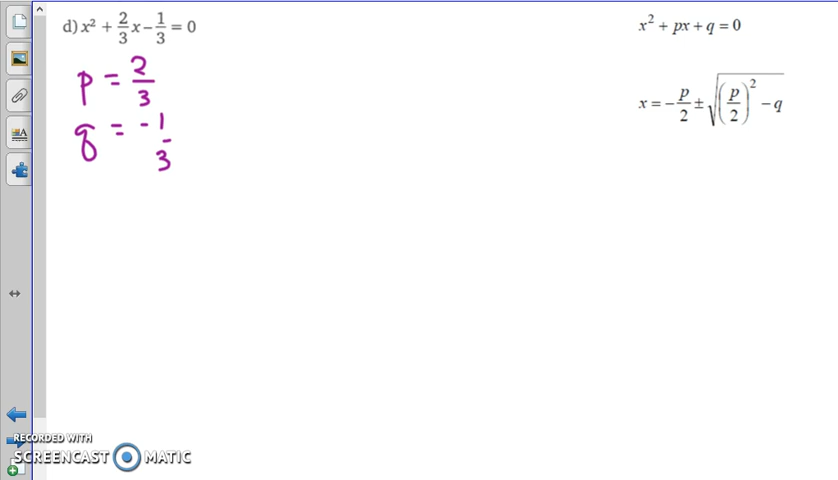 d) x² + 2/3 x − 1/3 = 0
p = 2/3
q = -1/3
x² + px + q = 0
x = −p/2 ± √((p/2)² − q)
RECORDED WITH
SCREENCAST MATIC